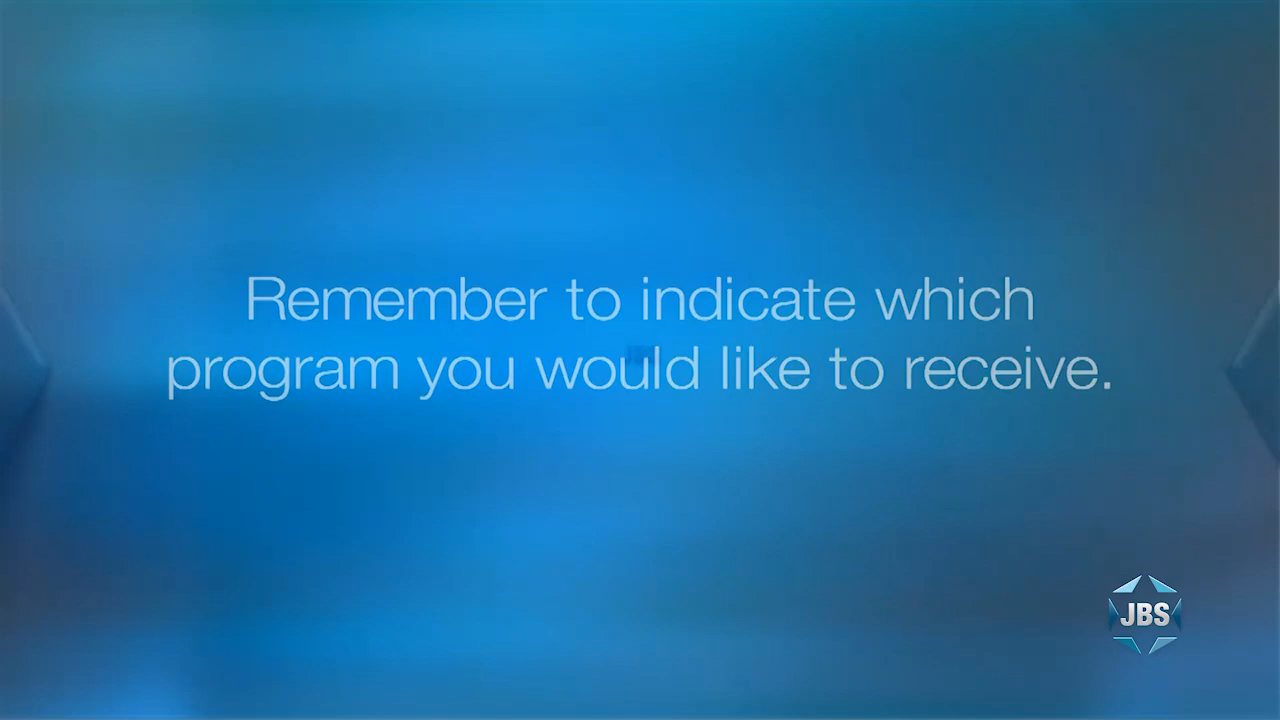 Remember to indicate which
program you would like to receive.
JBS